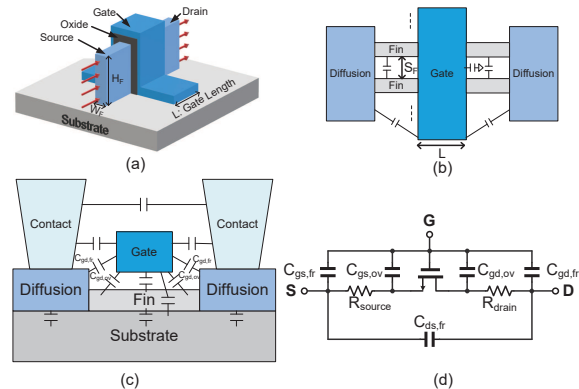 Gate
Drain
Oxide
Source
H_F
W_F
L: Gate Length
Substrate
(a)
Diffusion
Fin
S_F
Fin
Gate
Diffusion
L
(b)
Contact
Contact
C_gd,fr
Gate
C_gd,fr
C_gd,ov
C_gd,ov
Diffusion
Fin
Diffusion
Substrate
(c)
G
C_gs,fr
C_gs,ov
C_gd,ov
C_gd,fr
S
D
R_source
R_drain
C_ds,fr
(d)